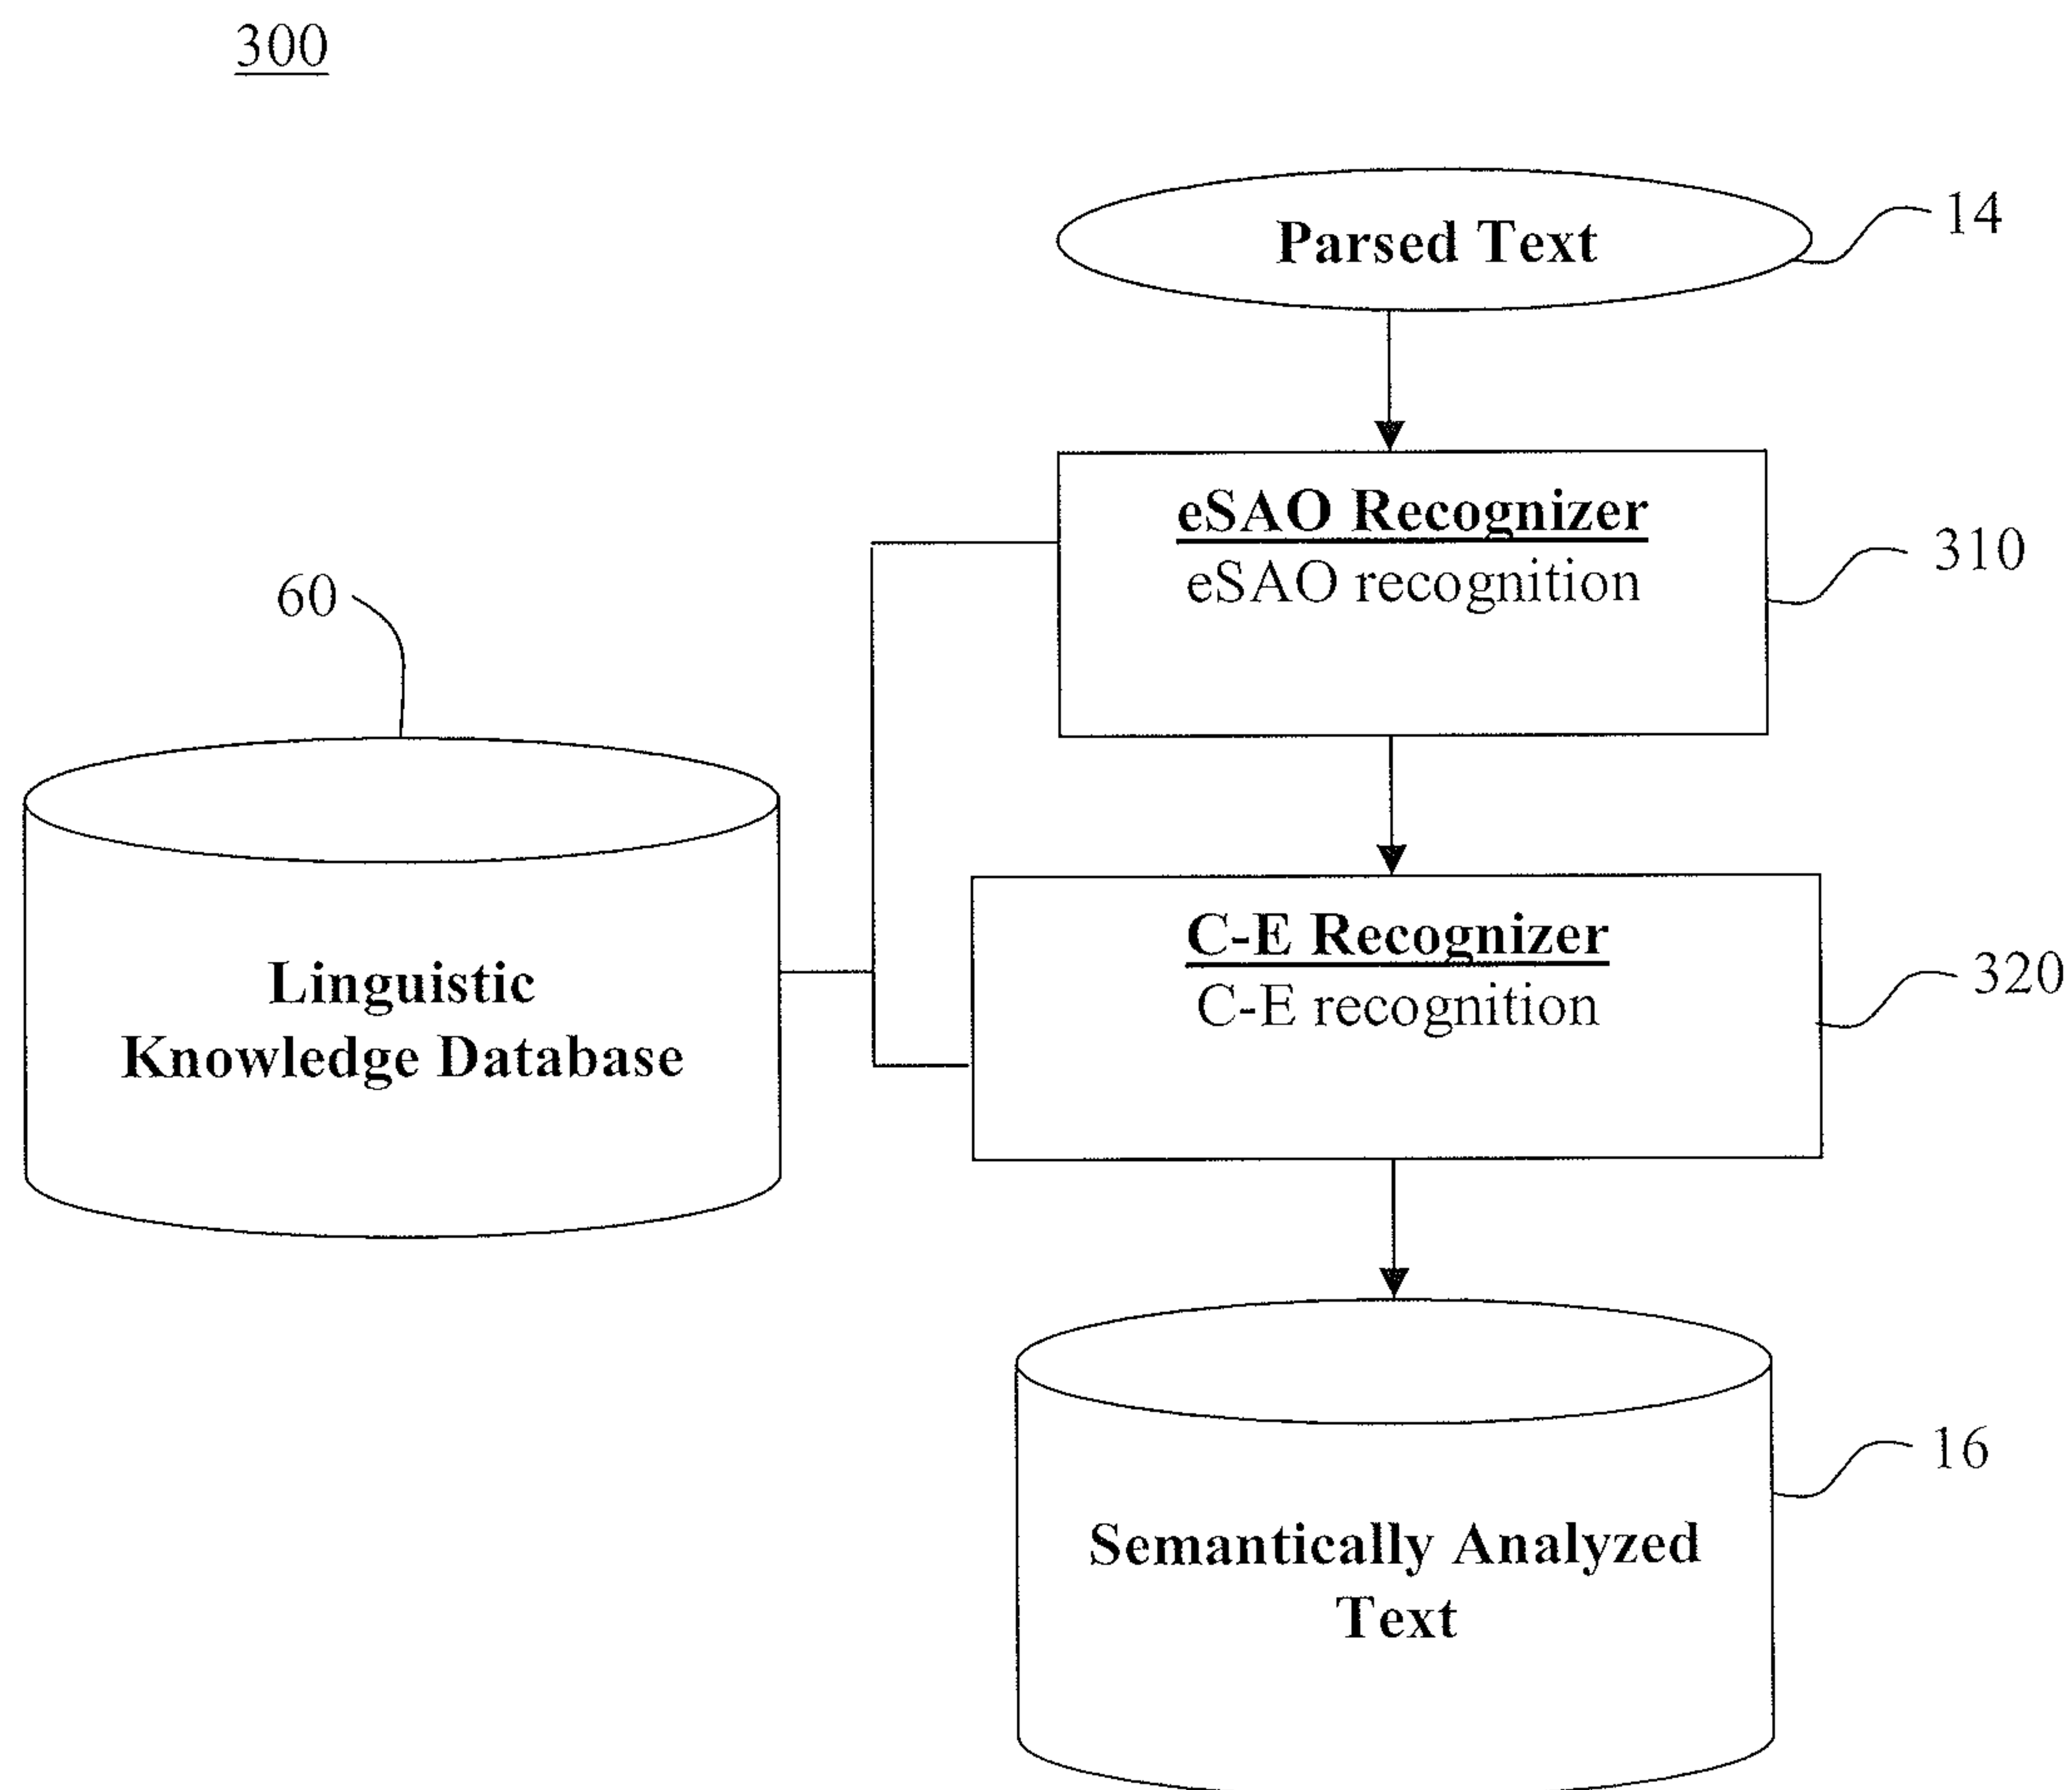 300
Parsed Text
14
eSAO Recognizer
eSAO recognition
310
60
Linguistic
Knowledge Database
C-E Recognizer
C-E recognition
320
Semantically Analyzed
Text
16